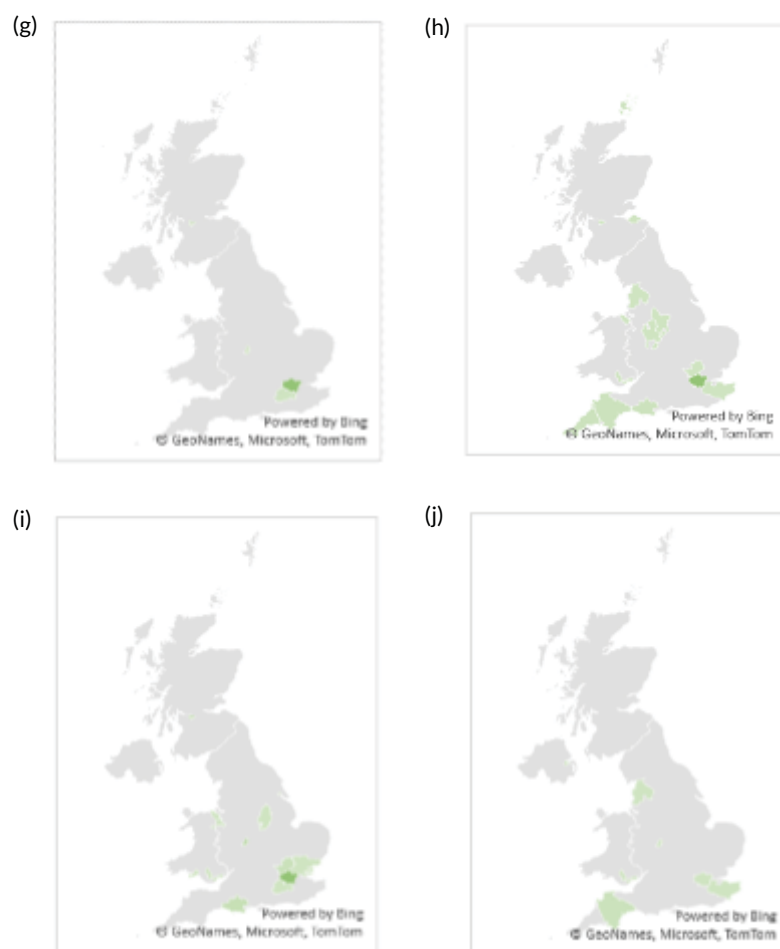 (g)
(h)
Powered by Bing
© GeoNames, Microsoft, TomTom
Powered by Bing
© GeoNames, Microsoft, TomTom
(i)
(j)
Powered by Bing
© GeoNames, Microsoft, TomTom
Powered by Bing
© GeoNames, Microsoft, TomTom